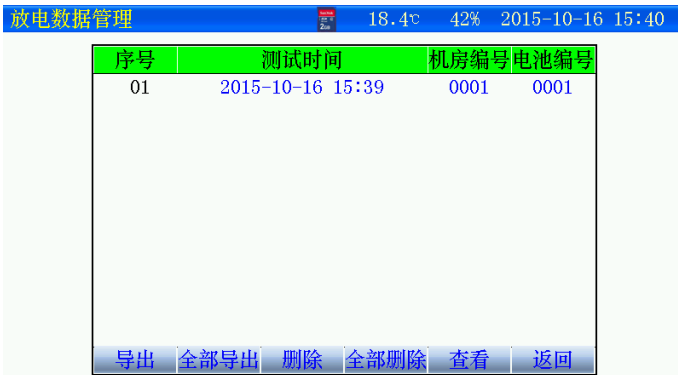 放电数据管理 SanDisk 2GB 18.4℃ 42% 2015-10-16 15:40
序号 测试时间 机房编号 电池编号
01 2015-10-16 15:39 0001 0001
导出 全部导出 删除 全部删除 查看 返回